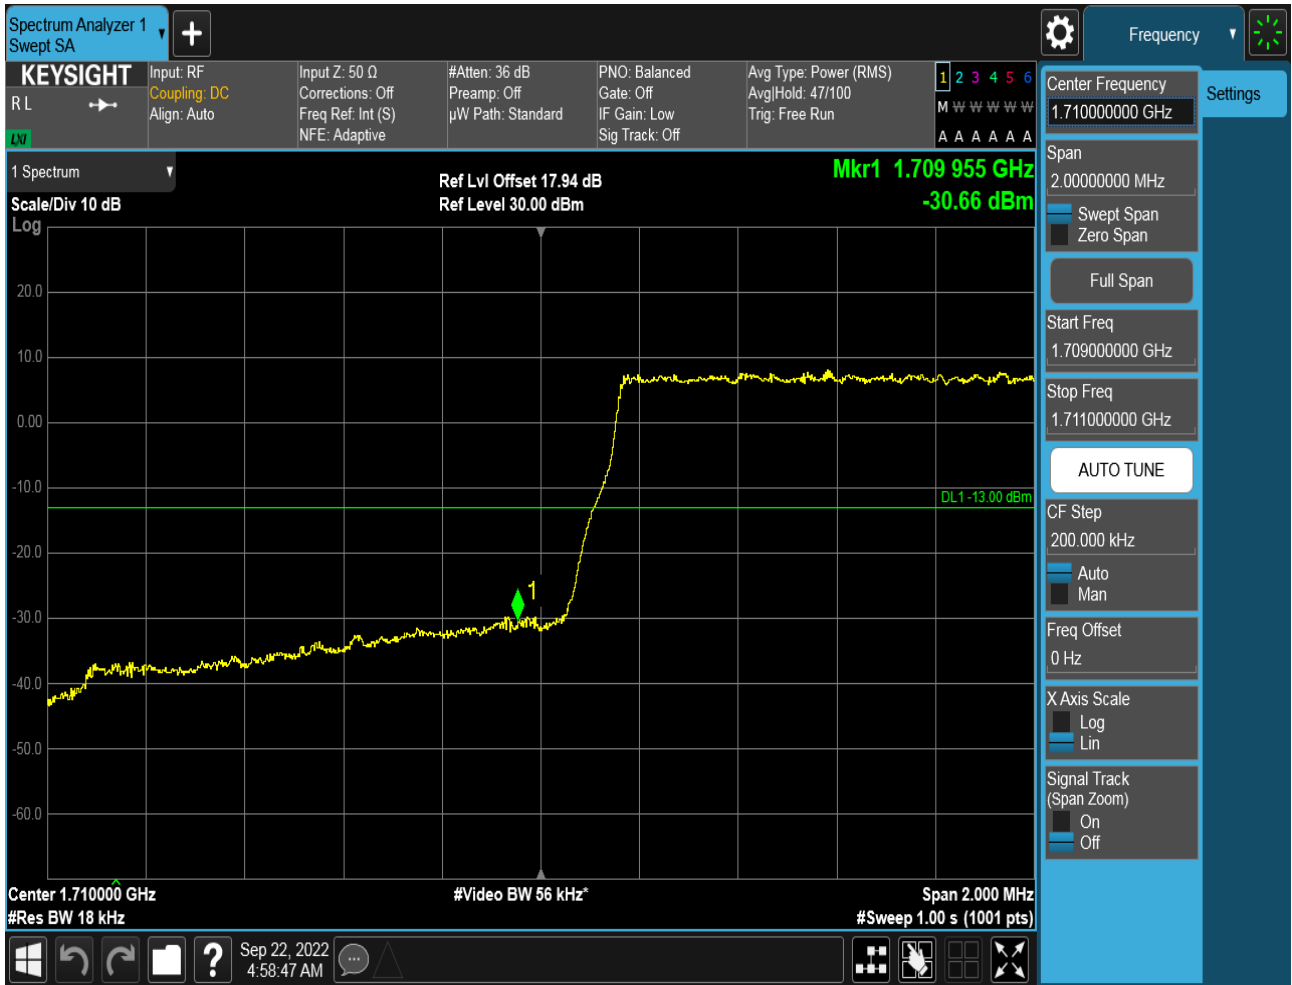 Spectrum Analyzer 1
Swept SA
Frequency
KEYSIGHT
R L
LXI
Input: RF
Coupling: DC
Align: Auto
Input Z: 50 Ω
Corrections: Off
Freq Ref: Int (S)
NFE: Adaptive
#Atten: 36 dB
Preamp: Off
µW Path: Standard
PNO: Balanced
Gate: Off
IF Gain: Low
Sig Track: Off
Avg Type: Power (RMS)
Avg|Hold: 47/100
Trig: Free Run
1 2 3 4 5 6
M W W W W W
A A A A A A
Center Frequency
1.710000000 GHz
Settings
1 Spectrum
Scale/Div 10 dB
Log
Ref Lvl Offset 17.94 dB
Ref Level 30.00 dBm
Mkr1 1.709 955 GHz
-30.66 dBm
Span
2.00000000 MHz
Swept Span
Zero Span
Full Span
Start Freq
1.709000000 GHz
Stop Freq
1.711000000 GHz
AUTO TUNE
CF Step
200.000 kHz
Auto
Man
Freq Offset
0 Hz
X Axis Scale
Log
Lin
Signal Track
(Span Zoom)
On
Off
20.0
10.0
0.00
-10.0
DL1 -13.00 dBm
-20.0
1
-30.0
-40.0
-50.0
-60.0
Center 1.710000 GHz
#Video BW 56 kHz*
Span 2.000 MHz
#Res BW 18 kHz
#Sweep 1.00 s (1001 pts)
?
Sep 22, 2022
4:58:47 AM